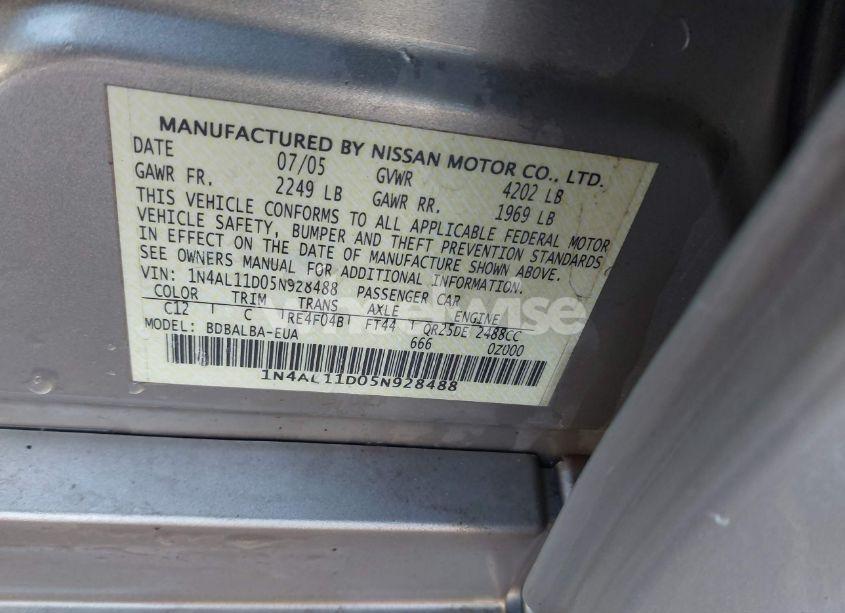 MANUFACTURED BY NISSAN MOTOR CO., LTD.
DATE 07/05 GVWR 4202 LB
GAWR FR. 2249 LB GAWR RR. 1969 LB
THIS VEHICLE CONFORMS TO ALL APPLICABLE FEDERAL MOTOR
VEHICLE SAFETY, BUMPER AND THEFT PREVENTION STANDARDS
IN EFFECT ON THE DATE OF MANUFACTURE SHOWN ABOVE.
SEE OWNERS MANUAL FOR ADDITIONAL INFORMATION.
VIN: 1N4AL11D05N928488 PASSENGER CAR
COLOR TRIM TRANS AXLE ENGINE
C12 C RE4F04B FT44 QR25DE 2488CC
MODEL: BDBALBA-EUA 666 0Z000
1N4AL11D05N928488